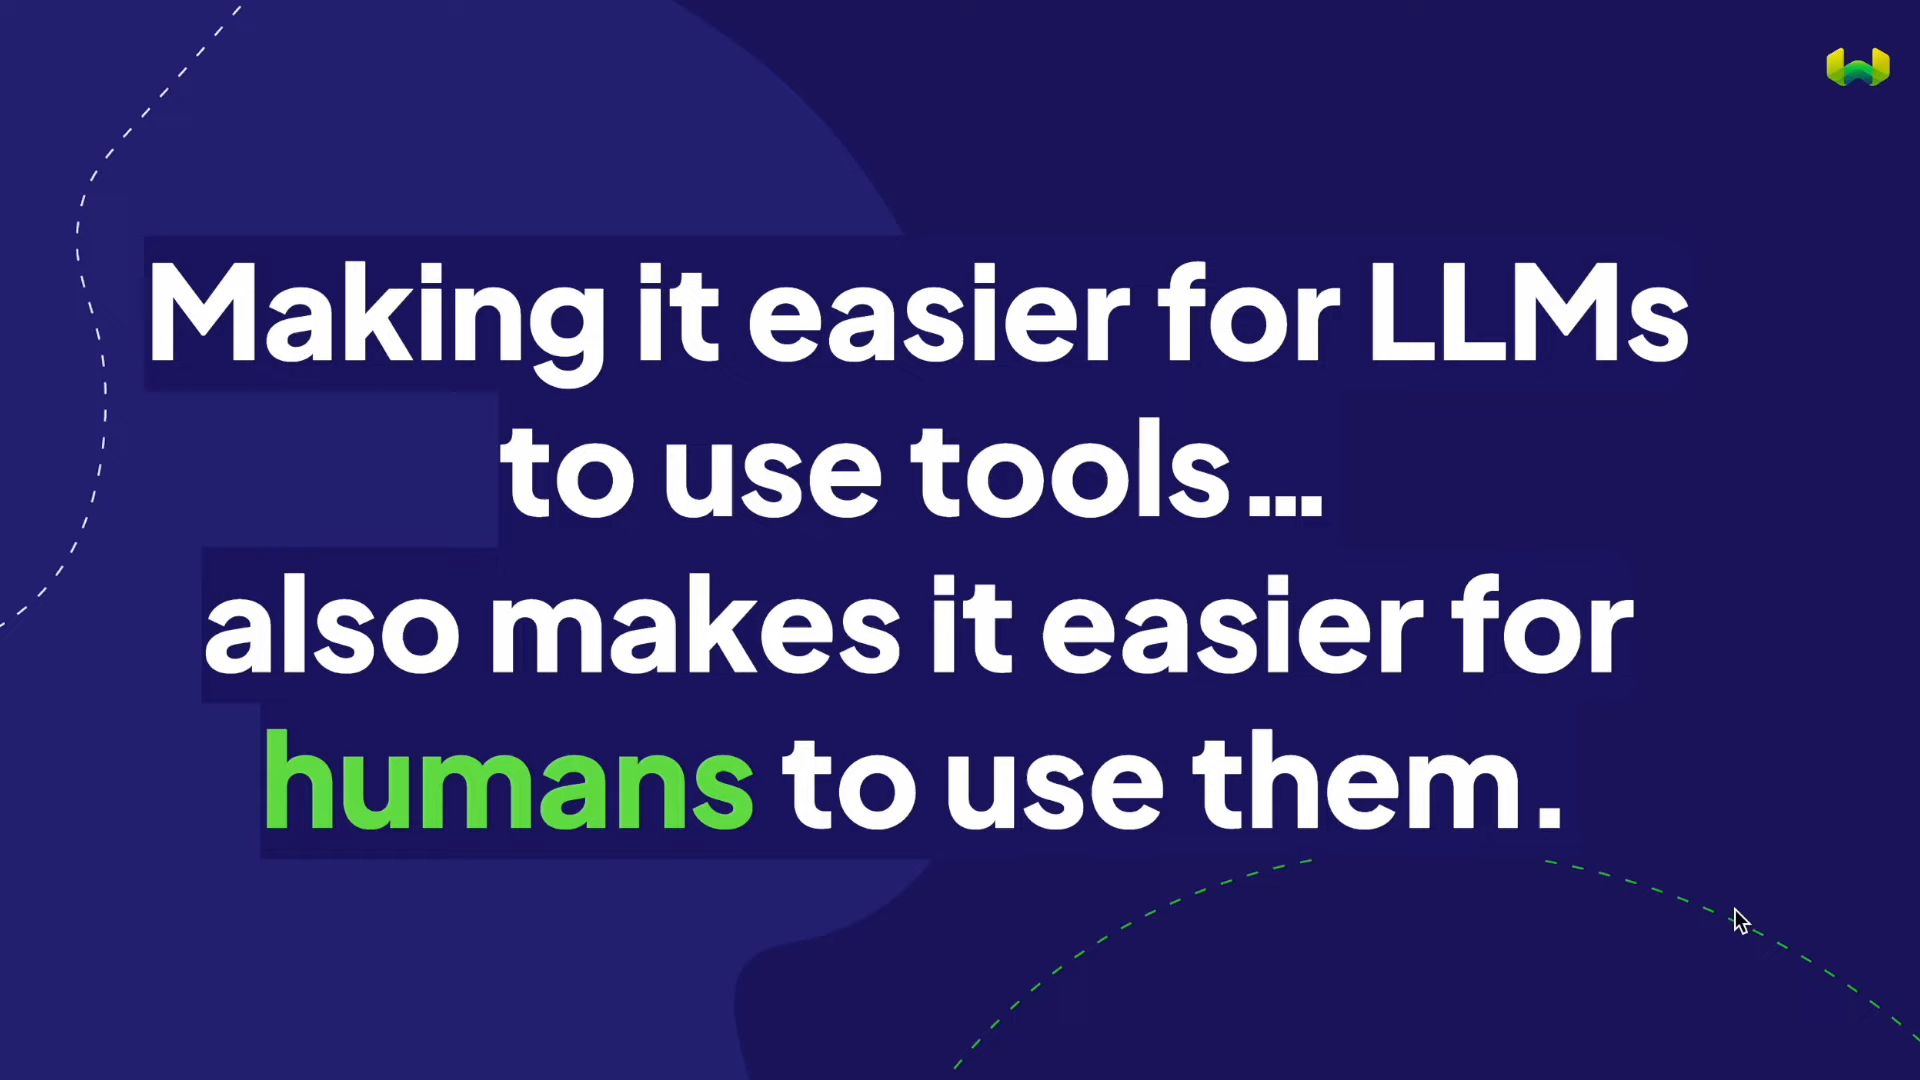 Making it easier for LLMs
to use tools...
also makes it easier for
humans to use them.